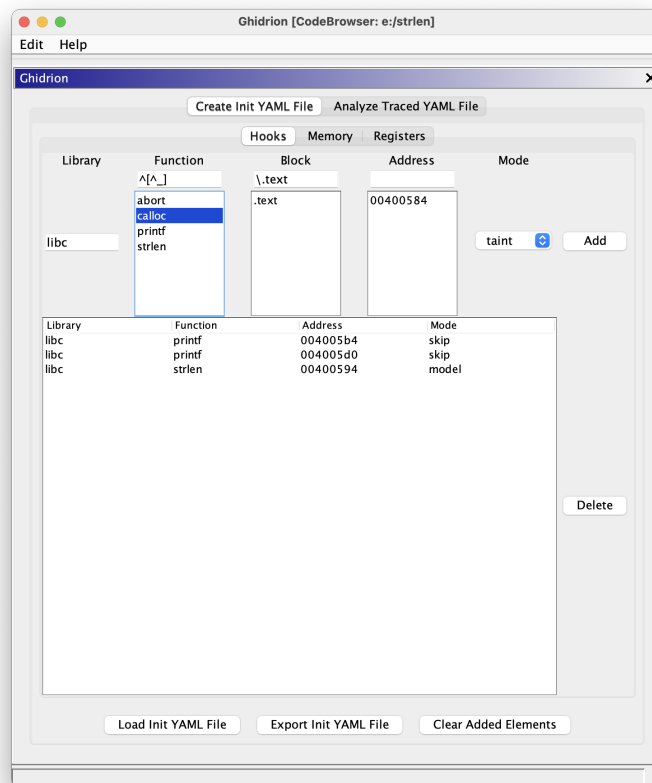 Ghidrion [CodeBrowser: e:/strlen]
Edit Help
Ghidrion
Create Init YAML File Analyze Traced YAML File
Hooks Memory Registers
Library Function Block Address Mode
^[^_] \.text
abort .text 00400584
calloc
printf
libc strlen taint Add
Library Function Address Mode
libc printf 004005b4 skip
libc printf 004005d0 skip
libc strlen 00400594 model
Delete
Load Init YAML File Export Init YAML File Clear Added Elements